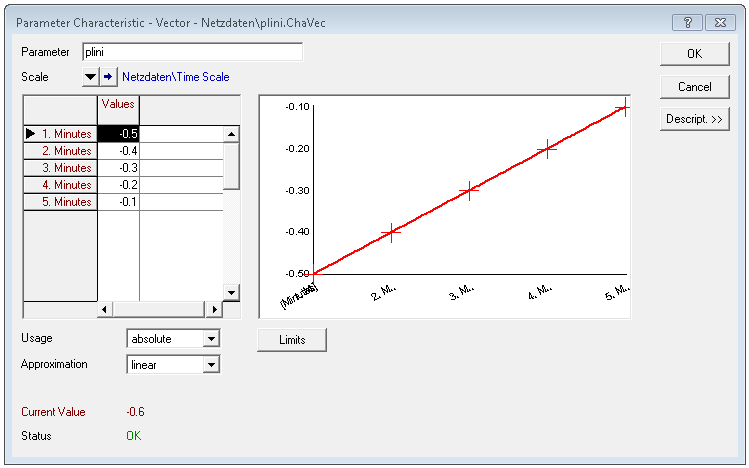 Parameter Characteristic - Vector - Netzdaten\plini.ChaVec
Parameter plini
Scale Netzdaten\Time Scale
OK
Cancel
Descript. >>
Values
1. Minutes -0.5
2. Minutes -0.4
3. Minutes -0.3
4. Minutes -0.2
5. Minutes -0.1
-0.10
-0.20
-0.30
-0.40
-0.50
2. M..
3. M..
4. M..
5. M..
Usage absolute
Limits
Approximation linear
Current Value -0.6
Status OK